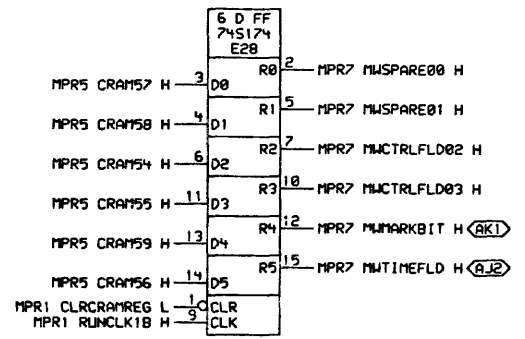 6 D FF
74S174
E28
R0 2 MPR7 MWSPARE00 H
MPR5 CRAM57 H 3 D0
R1 5 MPR7 MWSPARE01 H
MPR5 CRAM58 H 4 D1
R2 7 MPR7 MWCTRLFLD02 H
MPR5 CRAM54 H 6 D2
R3 10 MPR7 MWCTRLFLD03 H
MPR5 CRAM55 H 11 D3
R4 12 MPR7 MWMARKBIT H AK1
MPR5 CRAM59 H 13 D4
R5 15 MPR7 MWTIMEFLD H AJ2
MPR5 CRAM56 H 14 D5
MPR1 CLRCRAMREG L 1 CLR
MPR1 RUNCLK1B H 9 CLK